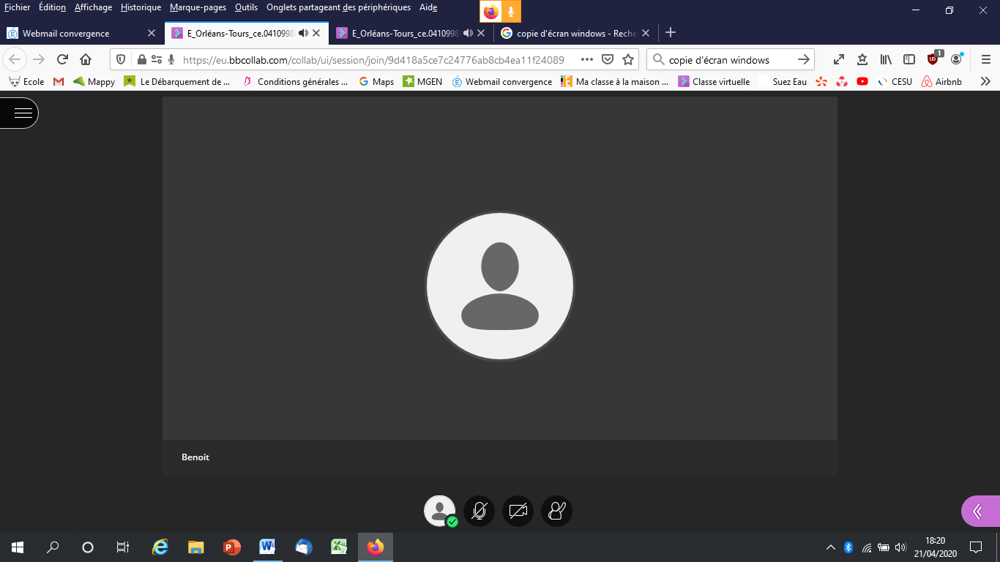 Fichier Édition Affichage Historique Marque-pages Outils Onglets partageant des périphériques Aide
Webmail convergence E_Orléans-Tours_ce.041099 E_Orléans-Tours_ce.041099 copie d'écran windows - Reche
https://eu.bbcollab.com/collab/ui/session/join/9d418a5ce7c24776ab8cb4ea11f24089 copie d'écran windows 1
Ecole Mappy Le Débarquement de ... Conditions générales ... Maps MGEN Webmail convergence Ma classe à la maison ... Classe virtuelle Suez Eau CESU Airbnb
Benoit
18:20
21/04/2020